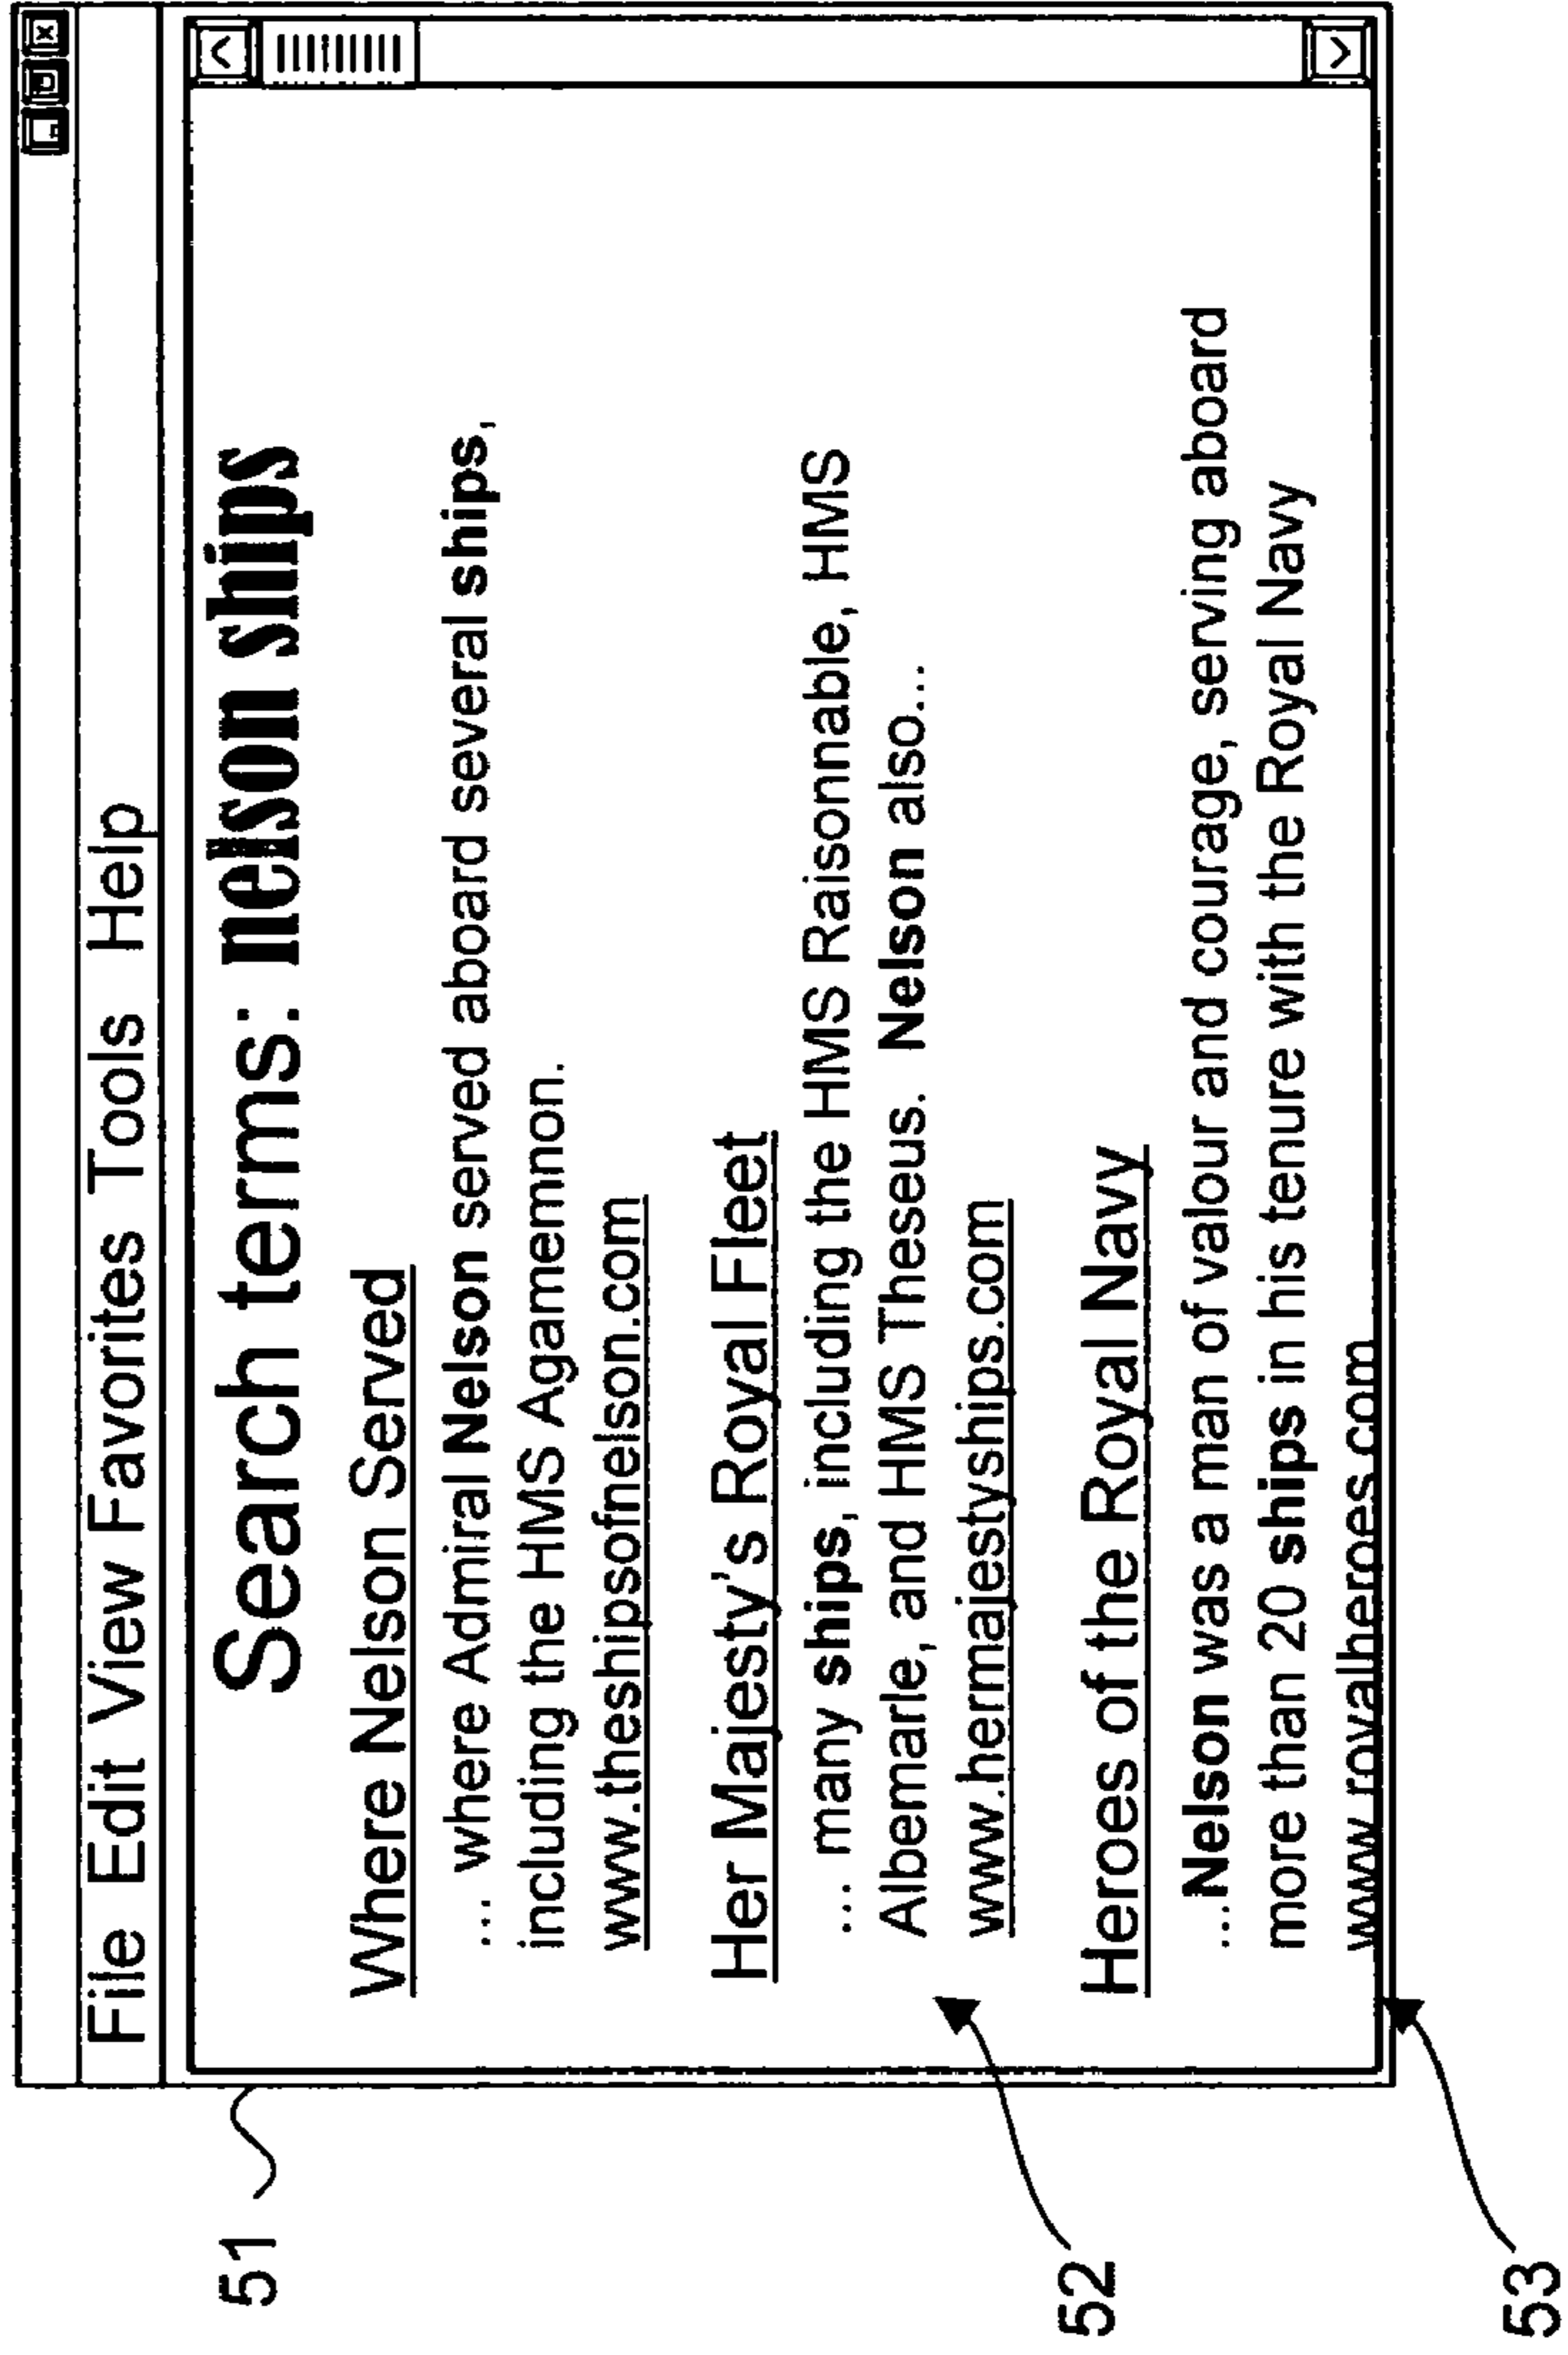 File Edit View Favorites Tools Help
Search terms: nelson ships
Where Nelson Served
... where Admiral Nelson served aboard several ships,
including the HMS Agamemnon.
www.theshipsofnelson.com
Her Majesty's Royal Fleet
... many ships, including the HMS Raisonnable, HMS
Albemarle, and HMS Theseus. Nelson also...
www.hermajestyships.com
Heroes of the Royal Navy
...Nelson was a man of valour and courage, serving aboard
more than 20 ships in his tenure with the Royal Navy
www.royalheroes.com
51
52
53